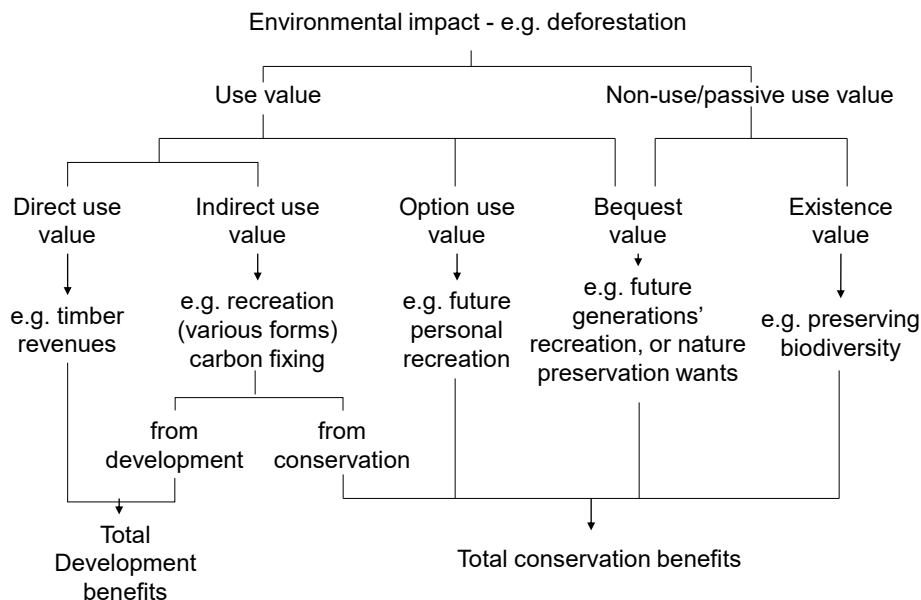 Environmental impact - e.g. deforestation
Use value
Non-use/passive use value
Direct use
value
Indirect use
value
Option use
value
Bequest
value
Existence
value
e.g. timber
revenues
e.g. recreation
(various forms)
carbon fixing
e.g. future
personal
recreation
e.g. future
generations’
recreation, or nature
preservation wants
e.g. preserving
biodiversity
from
development
from
conservation
Total
Development
benefits
Total conservation benefits